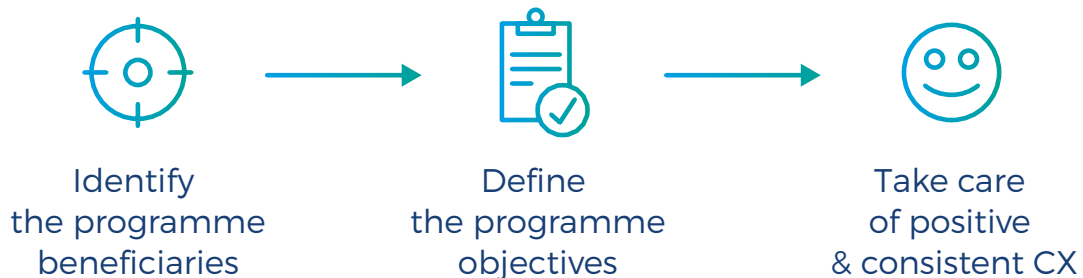 Identify
the programme
beneficiaries
Define
the programme
objectives
Take care
of positive
& consistent CX